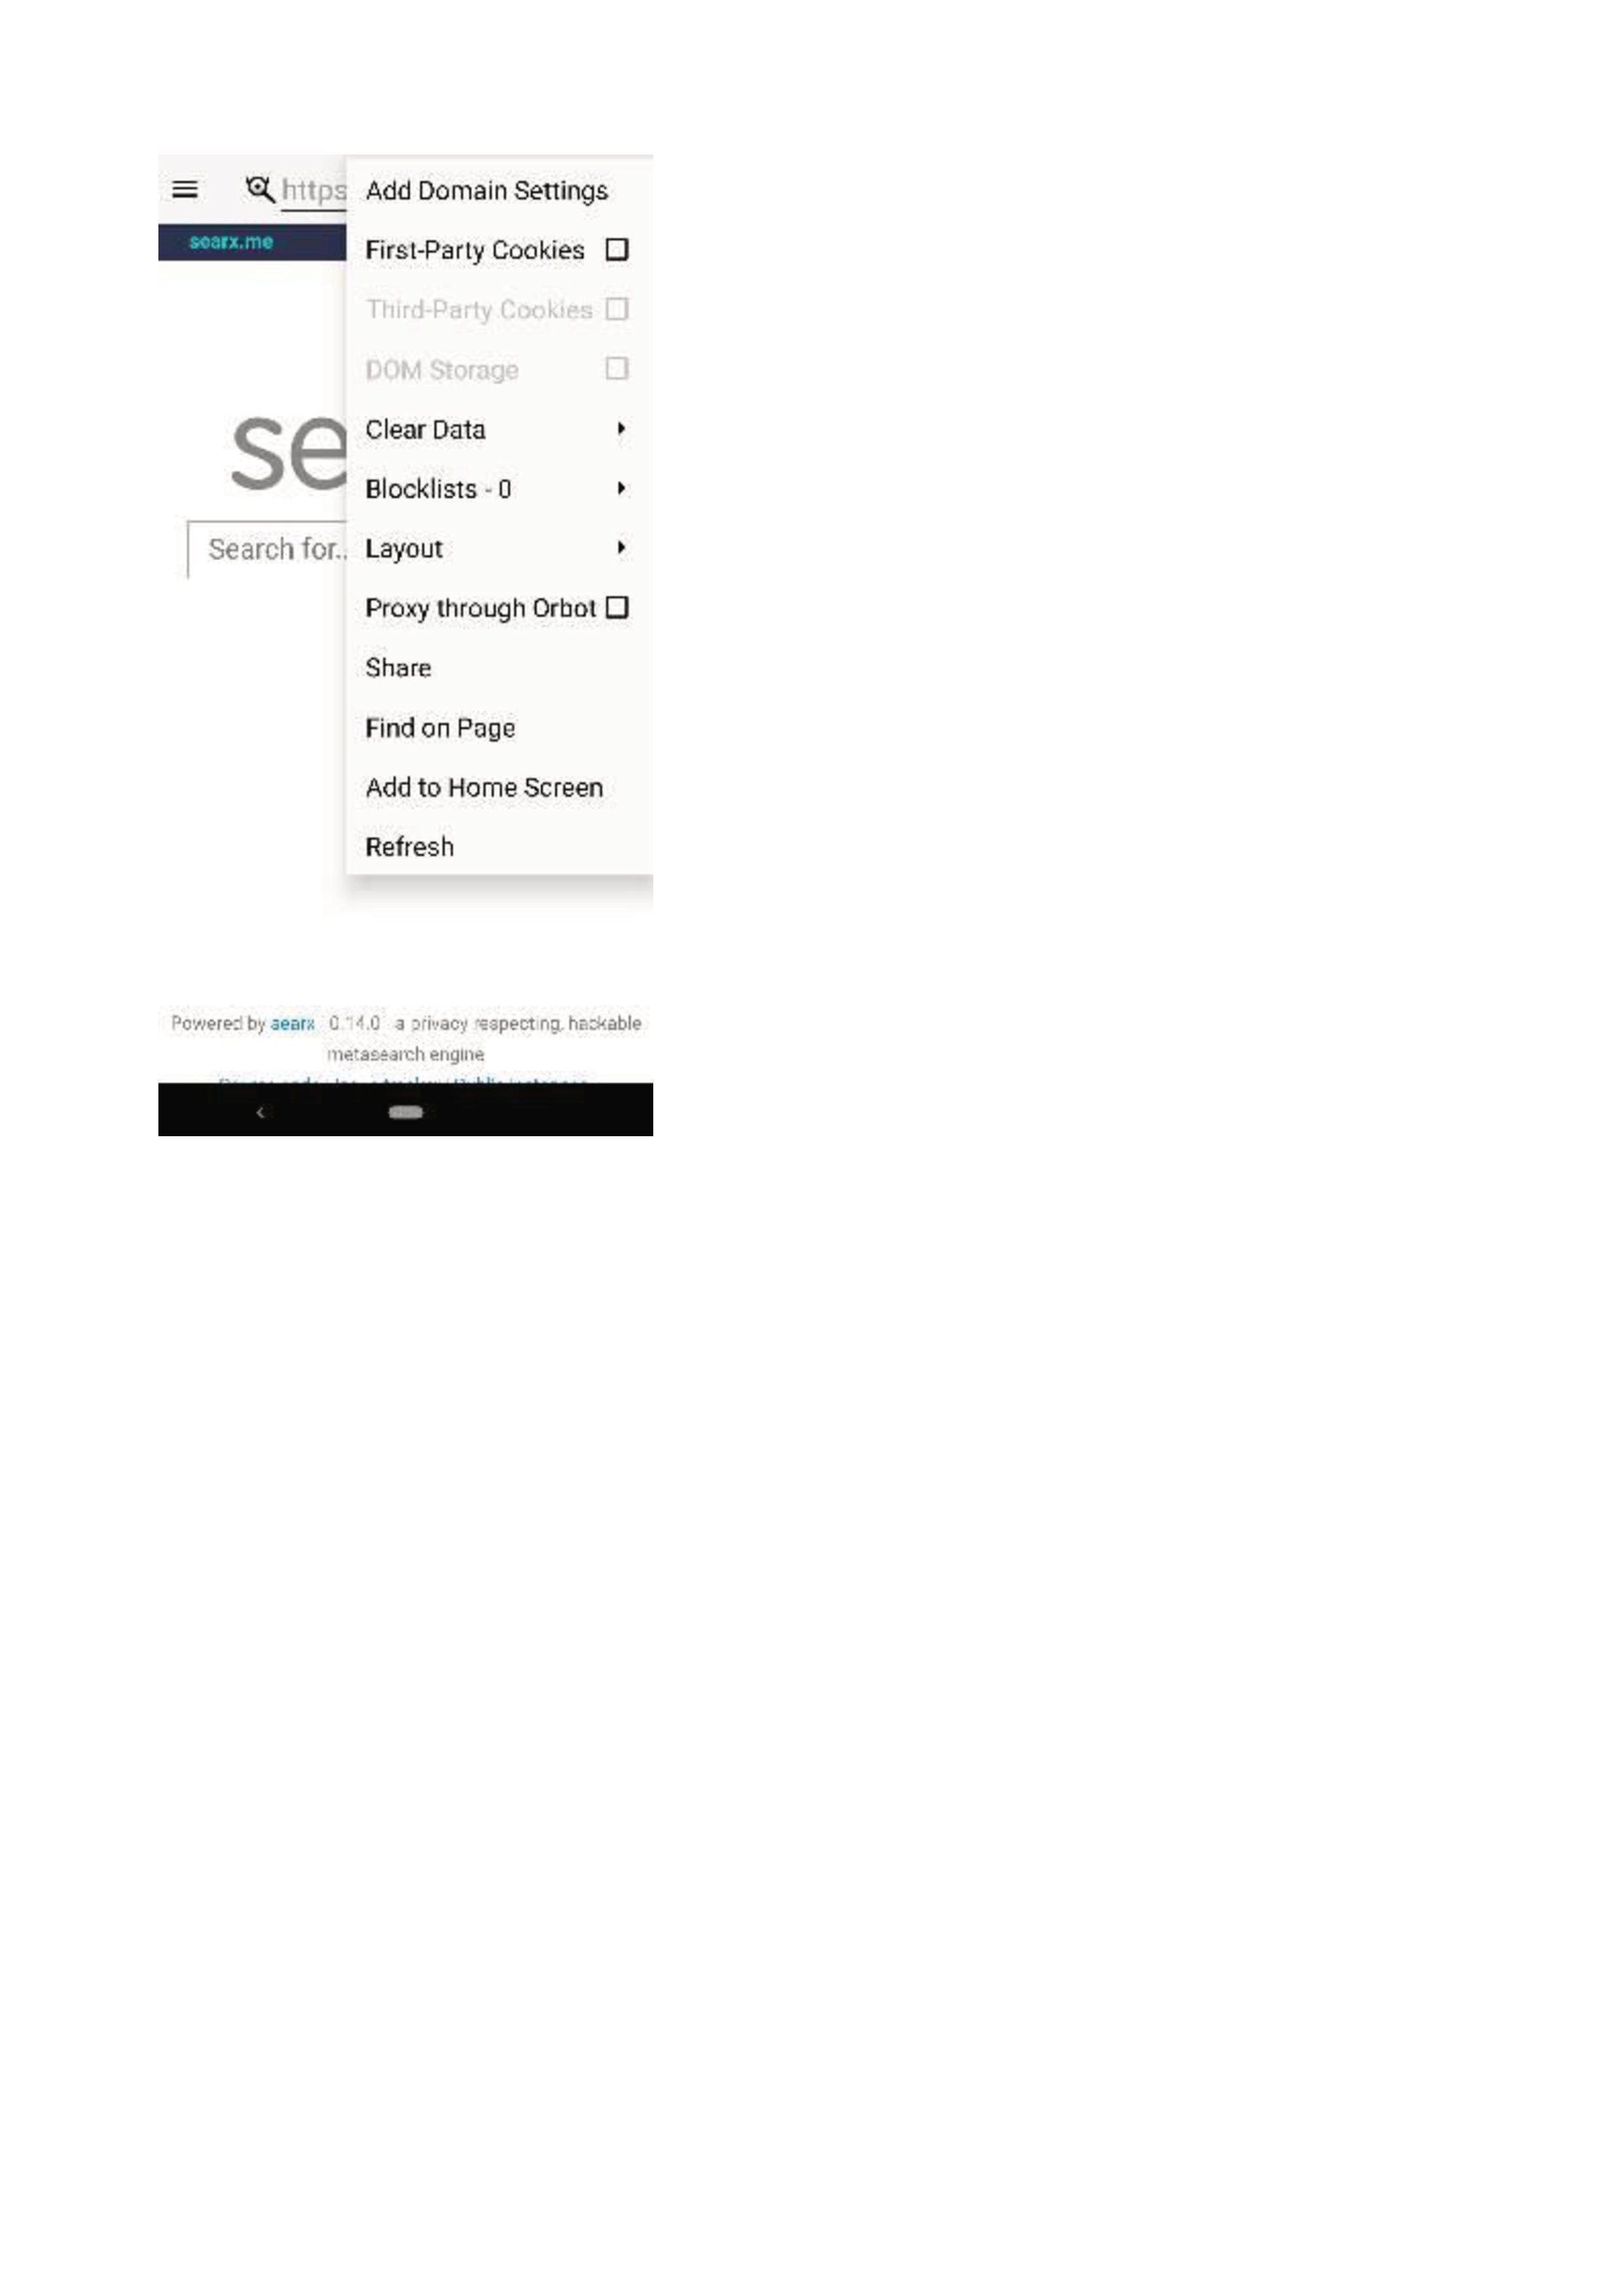 https
Add Domain Settings
searx.me
First-Party Cookies
Third-Party Cookies
DOM Storage
se
Clear Data
Blocklists - 0
Search for..
Layout
Proxy through Orbot
Share
Find on Page
Add to Home Screen
Refresh
Powered by searx 0.14.0 a privacy respecting, hackable
metasearch engine